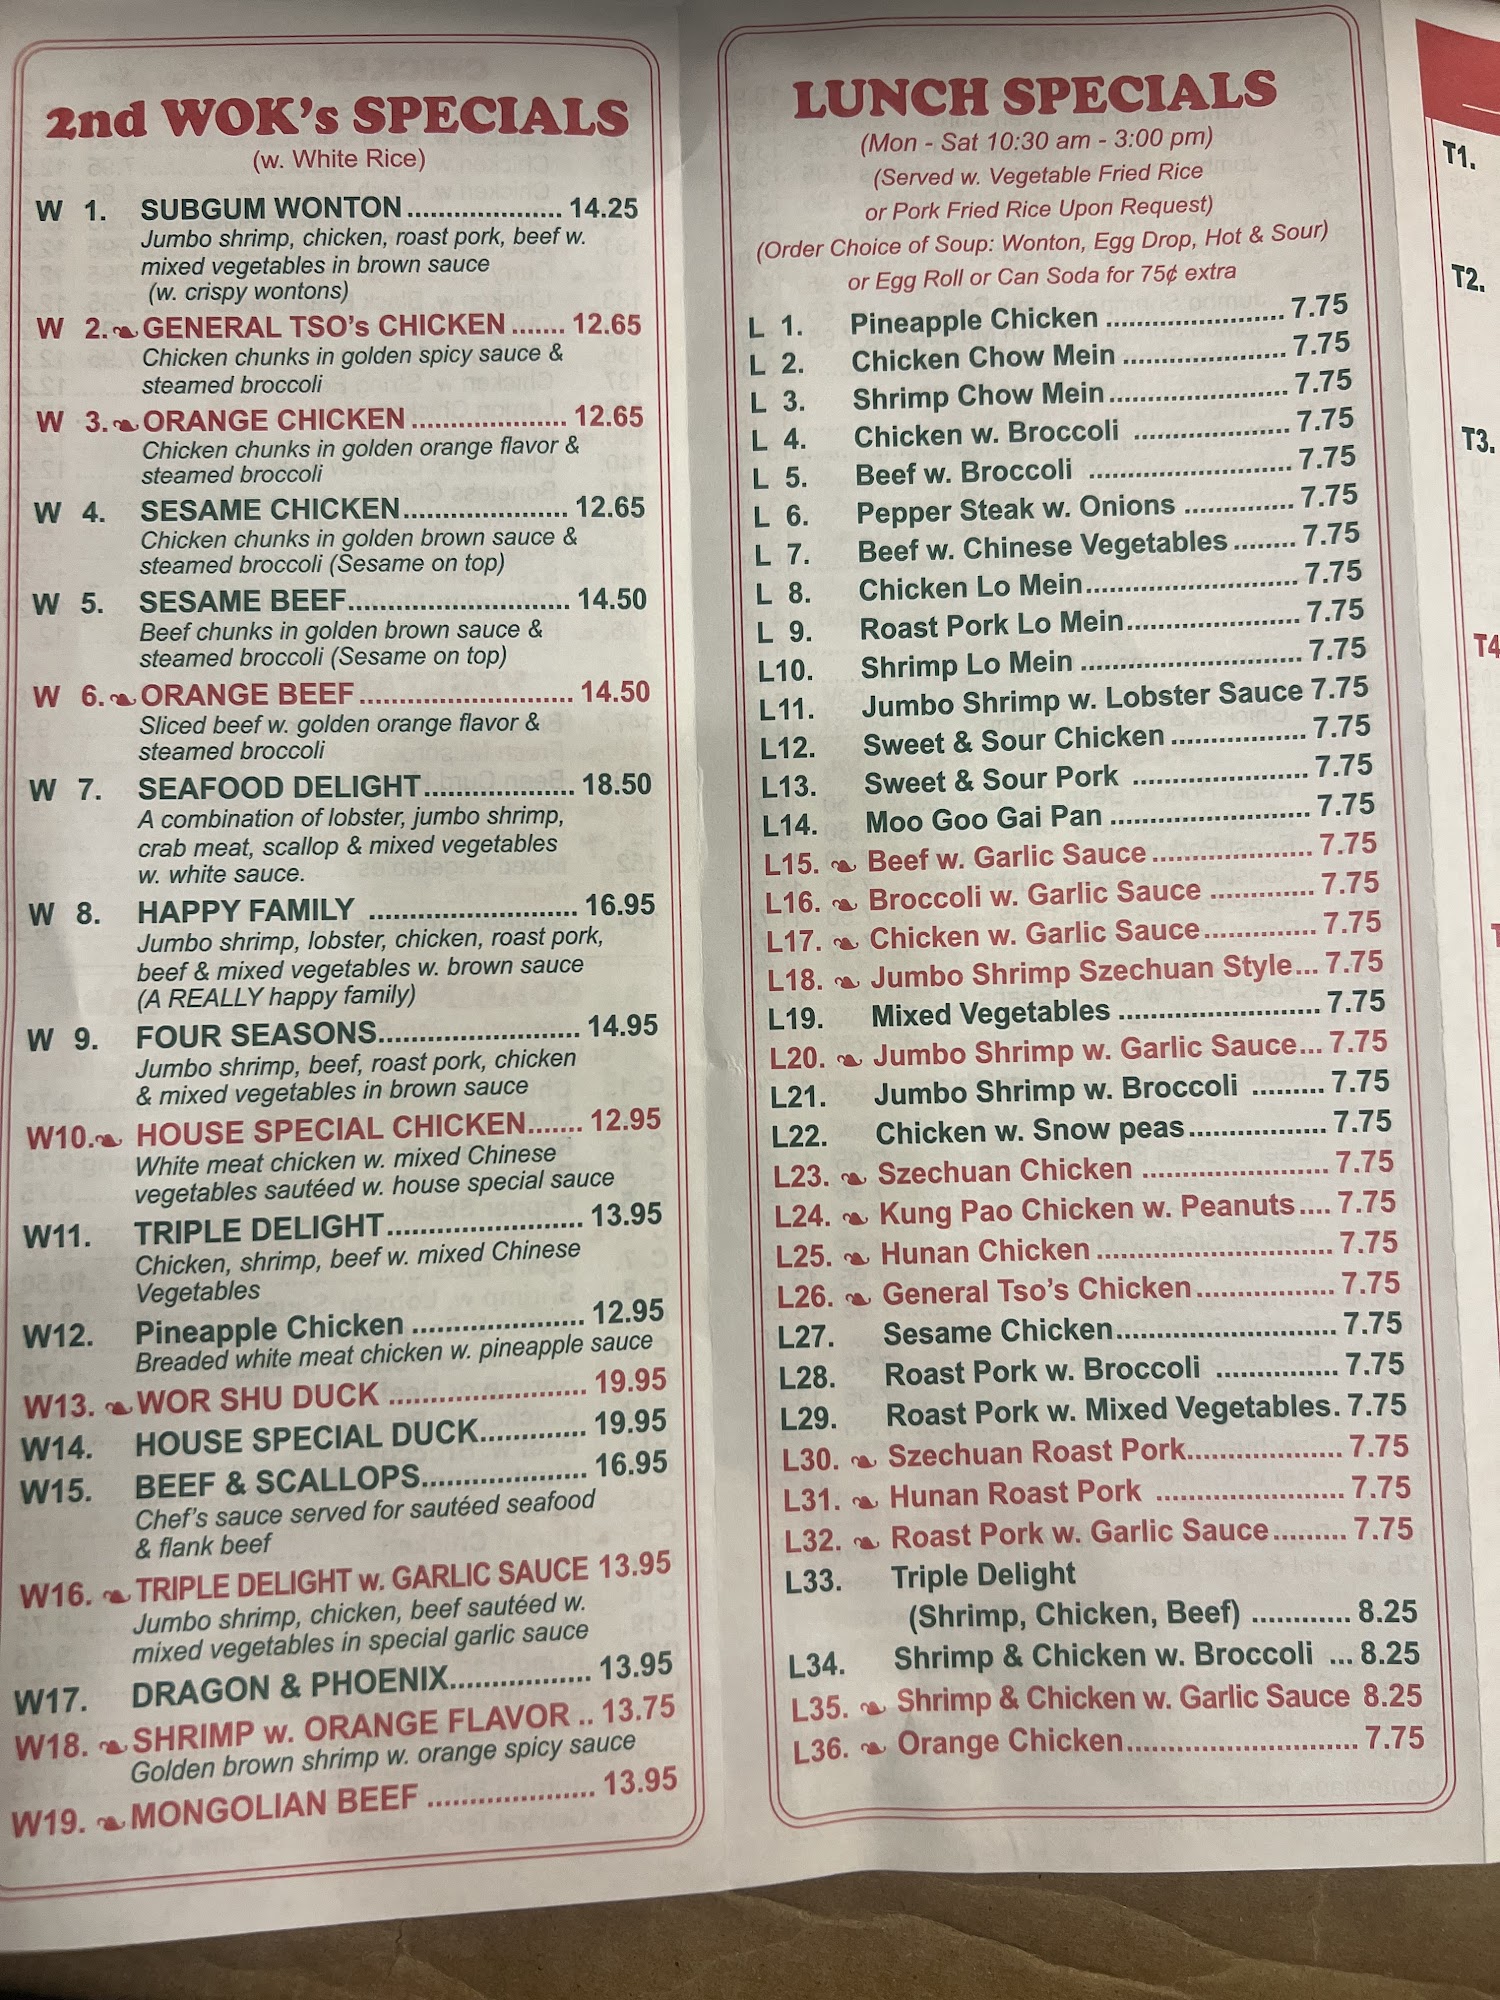 2nd WOK's SPECIALS
(w. White Rice)
W 1. SUBGUM WONTON .................... 14.25
Jumbo shrimp, chicken, roast pork, beef w.
mixed vegetables in brown sauce
(w. crispy wontons)
W 2. GENERAL TSO's CHICKEN ....... 12.65
Chicken chunks in golden spicy sauce &
steamed broccoli
W 3. ORANGE CHICKEN .................... 12.65
Chicken chunks in golden orange flavor &
steamed broccoli
W 4. SESAME CHICKEN..................... 12.65
Chicken chunks in golden brown sauce &
steamed broccoli (Sesame on top)
W 5. SESAME BEEF............................ 14.50
Beef chunks in golden brown sauce &
steamed broccoli (Sesame on top)
W 6. ORANGE BEEF........................... 14.50
Sliced beef w. golden orange flavor &
steamed broccoli
W 7. SEAFOOD DELIGHT................... 18.50
A combination of lobster, jumbo shrimp,
crab meat, scallop & mixed vegetables
w. white sauce.
W 8. HAPPY FAMILY .......................... 16.95
Jumbo shrimp, lobster, chicken, roast pork,
beef & mixed vegetables w. brown sauce
(A REALLY happy family)
W 9. FOUR SEASONS......................... 14.95
Jumbo shrimp, beef, roast pork, chicken
& mixed vegetables in brown sauce
W10. HOUSE SPECIAL CHICKEN....... 12.95
White meat chicken w. mixed Chinese
vegetables sautéed w. house special sauce
W11. TRIPLE DELIGHT......................... 13.95
Chicken, shrimp, beef w. mixed Chinese
Vegetables
W12. Pineapple Chicken ...................... 12.95
Breaded white meat chicken w. pineapple sauce
W13. WOR SHU DUCK ......................... 19.95
W14. HOUSE SPECIAL DUCK............. 19.95
W15. BEEF & SCALLOPS..................... 16.95
Chef's sauce served for sautéed seafood
& flank beef
W16. TRIPLE DELIGHT w. GARLIC SAUCE 13.95
Jumbo shrimp, chicken, beef sautéed w.
mixed vegetables in special garlic sauce
W17. DRAGON & PHOENIX.................. 13.95
W18. SHRIMP w. ORANGE FLAVOR .. 13.75
Golden brown shrimp w. orange spicy sauce
W19. MONGOLIAN BEEF ..................... 13.95
LUNCH SPECIALS
(Mon - Sat 10:30 am - 3:00 pm)
(Served w. Vegetable Fried Rice
or Pork Fried Rice Upon Request)
(Order Choice of Soup: Wonton, Egg Drop, Hot & Sour)
or Egg Roll or Can Soda for 75¢ extra
L 1. Pineapple Chicken ........................ 7.75
L 2. Chicken Chow Mein ...................... 7.75
L 3. Shrimp Chow Mein........................ 7.75
L 4. Chicken w. Broccoli ..................... 7.75
L 5. Beef w. Broccoli ........................... 7.75
L 6. Pepper Steak w. Onions ............... 7.75
L 7. Beef w. Chinese Vegetables ........ 7.75
L 8. Chicken Lo Mein............................ 7.75
L 9. Roast Pork Lo Mein....................... 7.75
L10. Shrimp Lo Mein ............................. 7.75
L11. Jumbo Shrimp w. Lobster Sauce 7.75
L12. Sweet & Sour Chicken .................. 7.75
L13. Sweet & Sour Pork ....................... 7.75
L14. Moo Goo Gai Pan .......................... 7.75
L15. Beef w. Garlic Sauce ..................... 7.75
L16. Broccoli w. Garlic Sauce .............. 7.75
L17. Chicken w. Garlic Sauce............... 7.75
L18. Jumbo Shrimp Szechuan Style... 7.75
L19. Mixed Vegetables .......................... 7.75
L20. Jumbo Shrimp w. Garlic Sauce... 7.75
L21. Jumbo Shrimp w. Broccoli ......... 7.75
L22. Chicken w. Snow peas.................. 7.75
L23. Szechuan Chicken ........................ 7.75
L24. Kung Pao Chicken w. Peanuts.... 7.75
L25. Hunan Chicken .............................. 7.75
L26. General Tso's Chicken.................. 7.75
L27. Sesame Chicken............................ 7.75
L28. Roast Pork w. Broccoli ................ 7.75
L29. Roast Pork w. Mixed Vegetables. 7.75
L30. Szechuan Roast Pork.................... 7.75
L31. Hunan Roast Pork ........................ 7.75
L32. Roast Pork w. Garlic Sauce......... 7.75
L33. Triple Delight
(Shrimp, Chicken, Beef) ............. 8.25
L34. Shrimp & Chicken w. Broccoli ... 8.25
L35. Shrimp & Chicken w. Garlic Sauce 8.25
L36. Orange Chicken............................. 7.75
T1.
T2.
T3.
T4